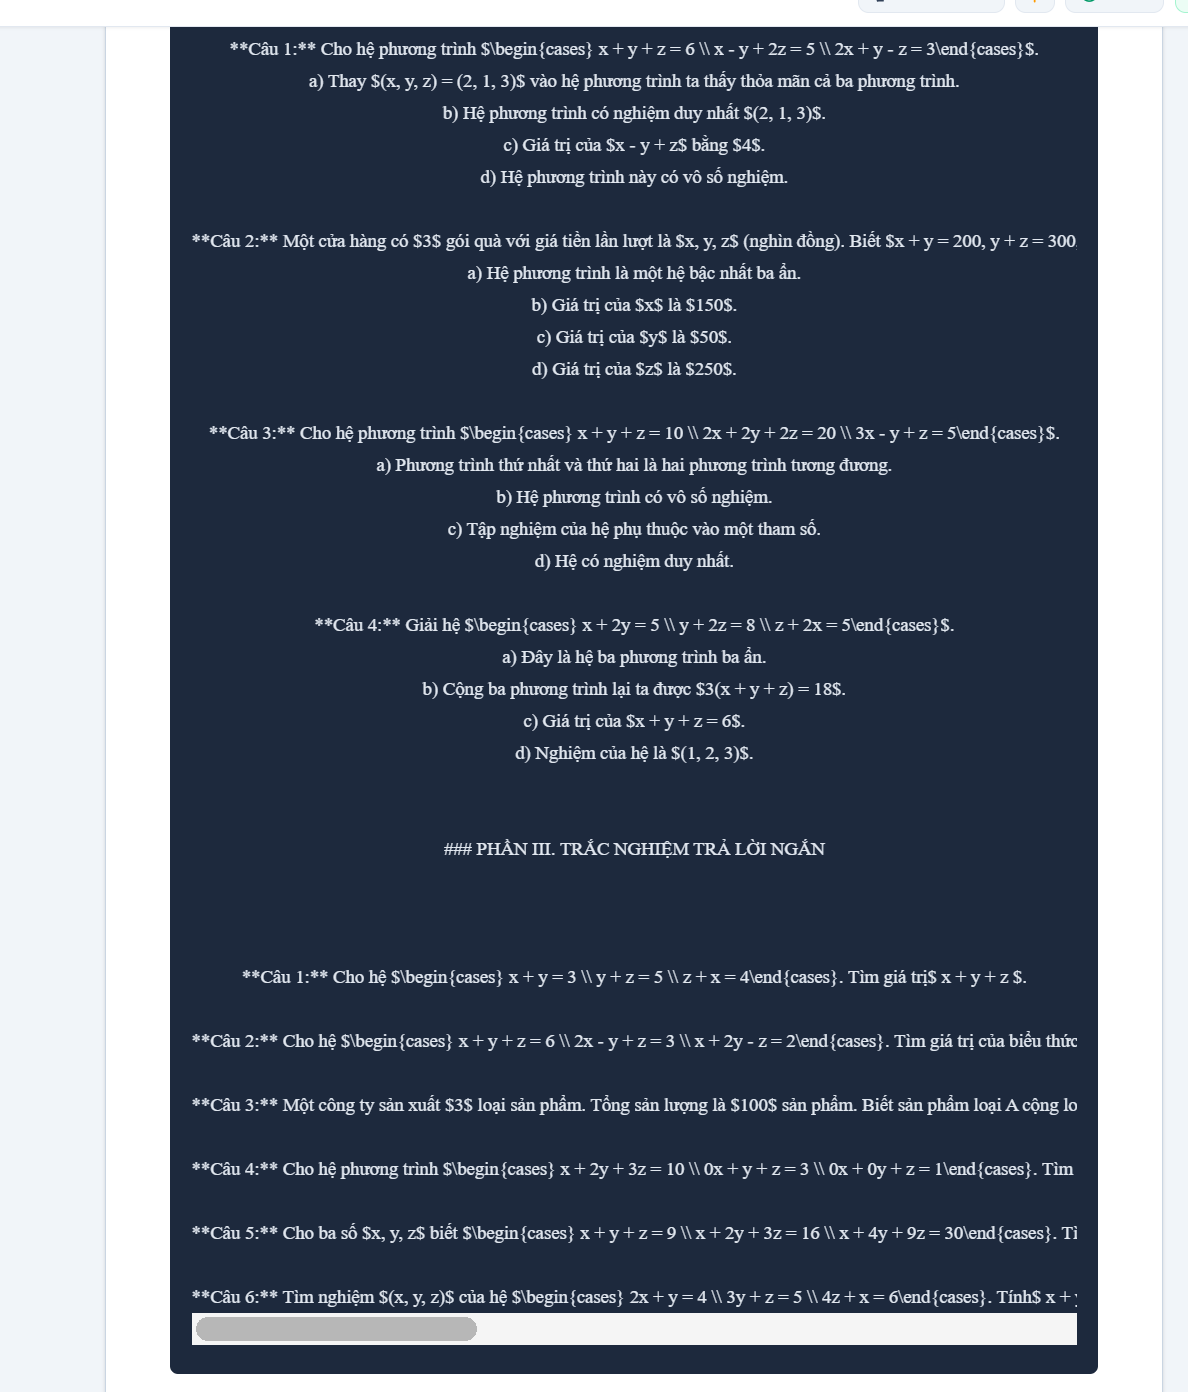 **Câu 1:** Cho hệ phương trình $\begin{cases} x + y + z = 6 \\ x - y + 2z = 5 \\ 2x + y - z = 3\end{cases}$.
a) Thay $(x, y, z) = (2, 1, 3)$ vào hệ phương trình ta thấy thỏa mãn cả ba phương trình.
b) Hệ phương trình có nghiệm duy nhất $(2, 1, 3)$.
c) Giá trị của $x - y + z$ bằng $4$.
d) Hệ phương trình này có vô số nghiệm.
**Câu 2:** Một cửa hàng có $3$ gói quà với giá tiền lần lượt là $x, y, z$ (nghìn đồng). Biết $x + y = 200, y + z = 300
a) Hệ phương trình là một hệ bậc nhất ba ẩn.
b) Giá trị của $x$ là $150$.
c) Giá trị của $y$ là $50$.
d) Giá trị của $z$ là $250$.
**Câu 3:** Cho hệ phương trình $\begin{cases} x + y + z = 10 \\ 2x + 2y + 2z = 20 \\ 3x - y + z = 5\end{cases}$.
a) Phương trình thứ nhất và thứ hai là hai phương trình tương đương.
b) Hệ phương trình có vô số nghiệm.
c) Tập nghiệm của hệ phụ thuộc vào một tham số.
d) Hệ có nghiệm duy nhất.
**Câu 4:** Giải hệ $\begin{cases} x + 2y = 5 \\ y + 2z = 8 \\ z + 2x = 5\end{cases}$.
a) Đây là hệ ba phương trình ba ẩn.
b) Cộng ba phương trình lại ta được $3(x + y + z) = 18$.
c) Giá trị của $x + y + z = 6$.
d) Nghiệm của hệ là $(1, 2, 3)$.
### PHẦN III. TRẮC NGHIỆM TRẢ LỜI NGẮN
**Câu 1:** Cho hệ $\begin{cases} x + y = 3 \\ y + z = 5 \\ z + x = 4\end{cases}. Tìm giá trị$ x + y + z $.
**Câu 2:** Cho hệ $\begin{cases} x + y + z = 6 \\ 2x - y + z = 3 \\ x + 2y - z = 2\end{cases}. Tìm giá trị của biểu thức
**Câu 3:** Một công ty sản xuất $3$ loại sản phẩm. Tổng sản lượng là $100$ sản phẩm. Biết sản phẩm loại A cộng lo
**Câu 4:** Cho hệ phương trình $\begin{cases} x + 2y + 3z = 10 \\ 0x + y + z = 3 \\ 0x + 0y + z = 1\end{cases}. Tìm
**Câu 5:** Cho ba số $x, y, z$ biết $\begin{cases} x + y + z = 9 \\ x + 2y + 3z = 16 \\ x + 4y + 9z = 30\end{cases}. Tì
**Câu 6:** Tìm nghiệm $(x, y, z)$ của hệ $\begin{cases} 2x + y = 4 \\ 3y + z = 5 \\ 4z + x = 6\end{cases}. Tính$ x +